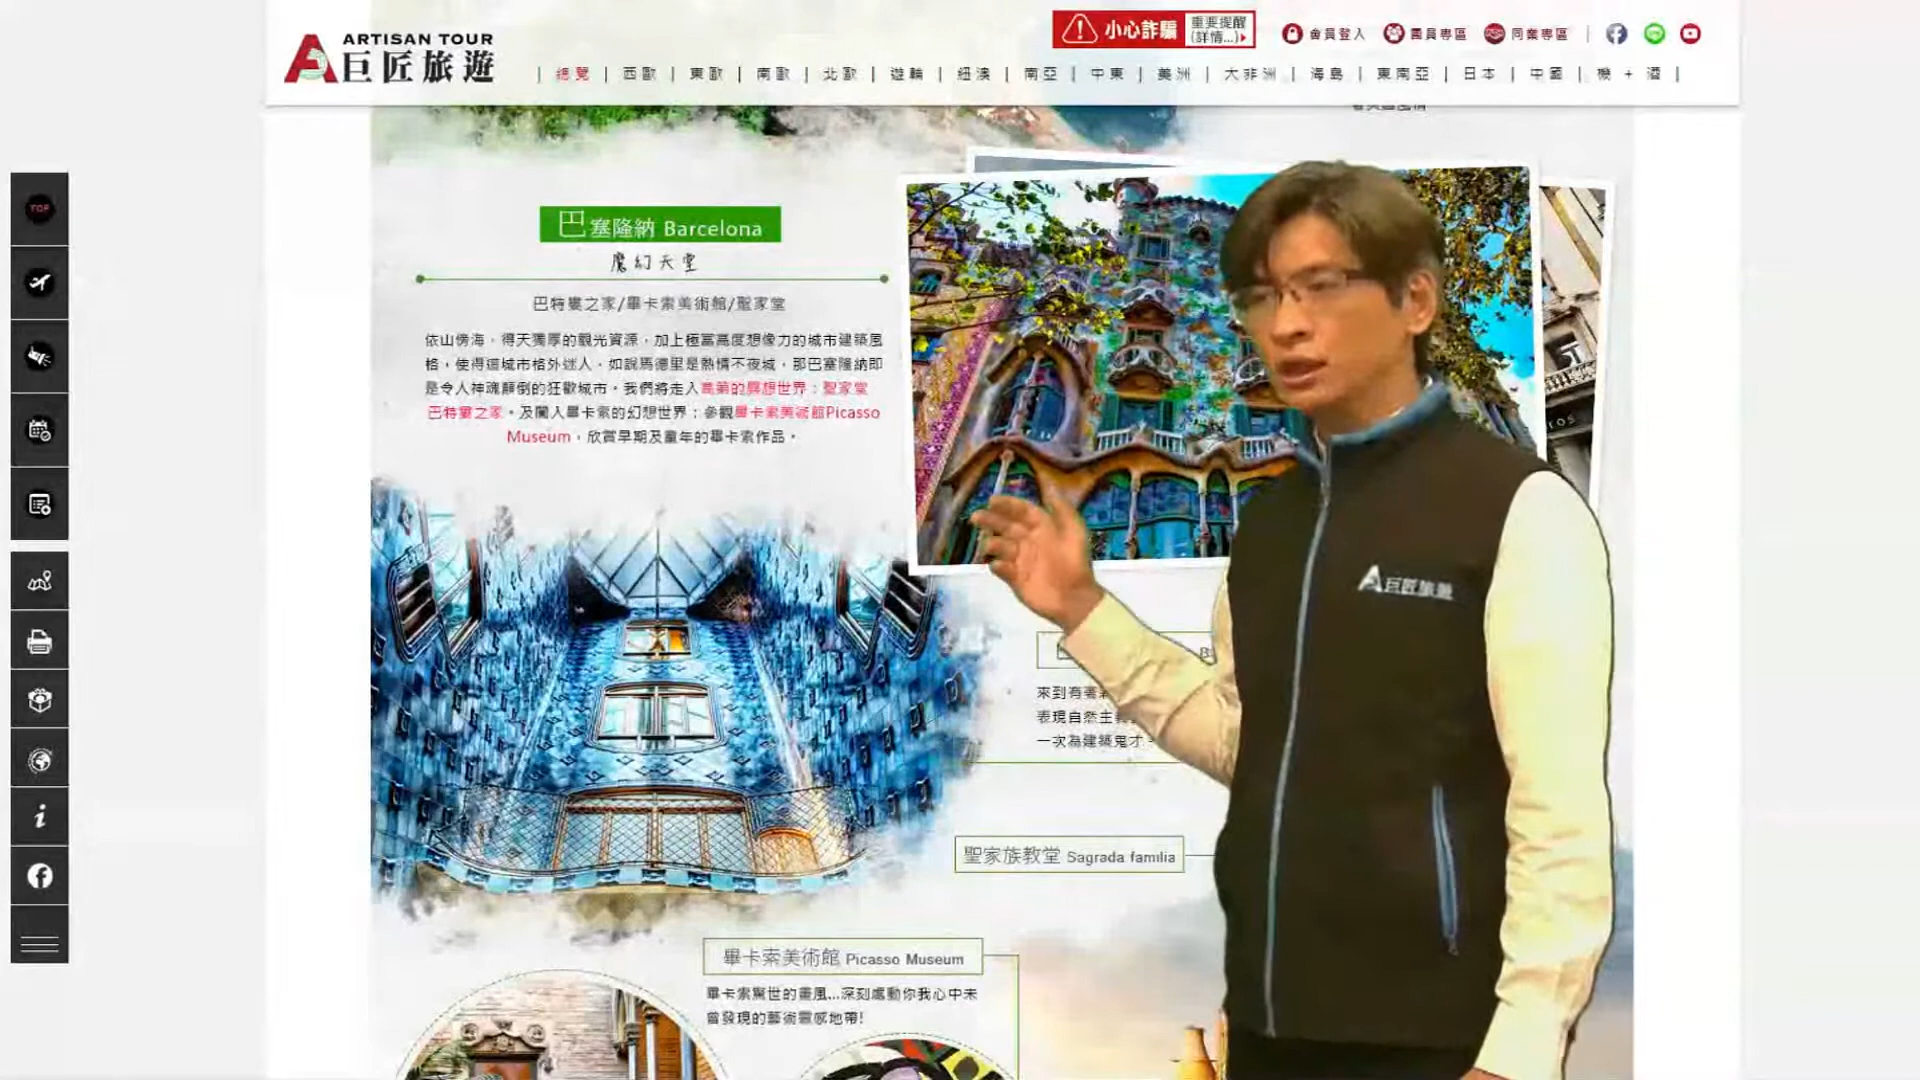 ARTISAN TOUR
巨匠旅遊
小心詐騙
重要提醒
(詳情...)
會員登入
團員專區
同業專區
| 總覽 | 西歐 | 東歐 | 南歐 | 北歐 | 遊輪 | 紐澳 | 南亞 | 中東 | 美洲 | 大非洲 | 海島 | 東南亞 | 日本 | 中國 | 機 + 酒 |
TOP
巴塞隆納 Barcelona
魔幻天堂
巴特婁之家/畢卡索美術館/聖家堂
依山傍海，得天獨厚的觀光資源，加上極富高度想像力的城市建築風
格，使得這城市格外迷人。如說馬德里是熱情不夜城，那巴塞隆納即
是令人神魂顛倒的狂歡城市。我們將走入高第的冥想世界：聖家堂
巴特婁之家。及闖入畢卡索的幻想世界：參觀畢卡索美術館Picasso
Museum，欣賞早期及童年的畢卡索作品。
ros
巨匠旅遊
來到有著
表現自然主
一次為建築鬼才
聖家族教堂 Sagrada familia
畢卡索美術館 Picasso Museum
畢卡索驚世的畫風...深刻處動你我心中未
曾發現的藝術靈感地帶!